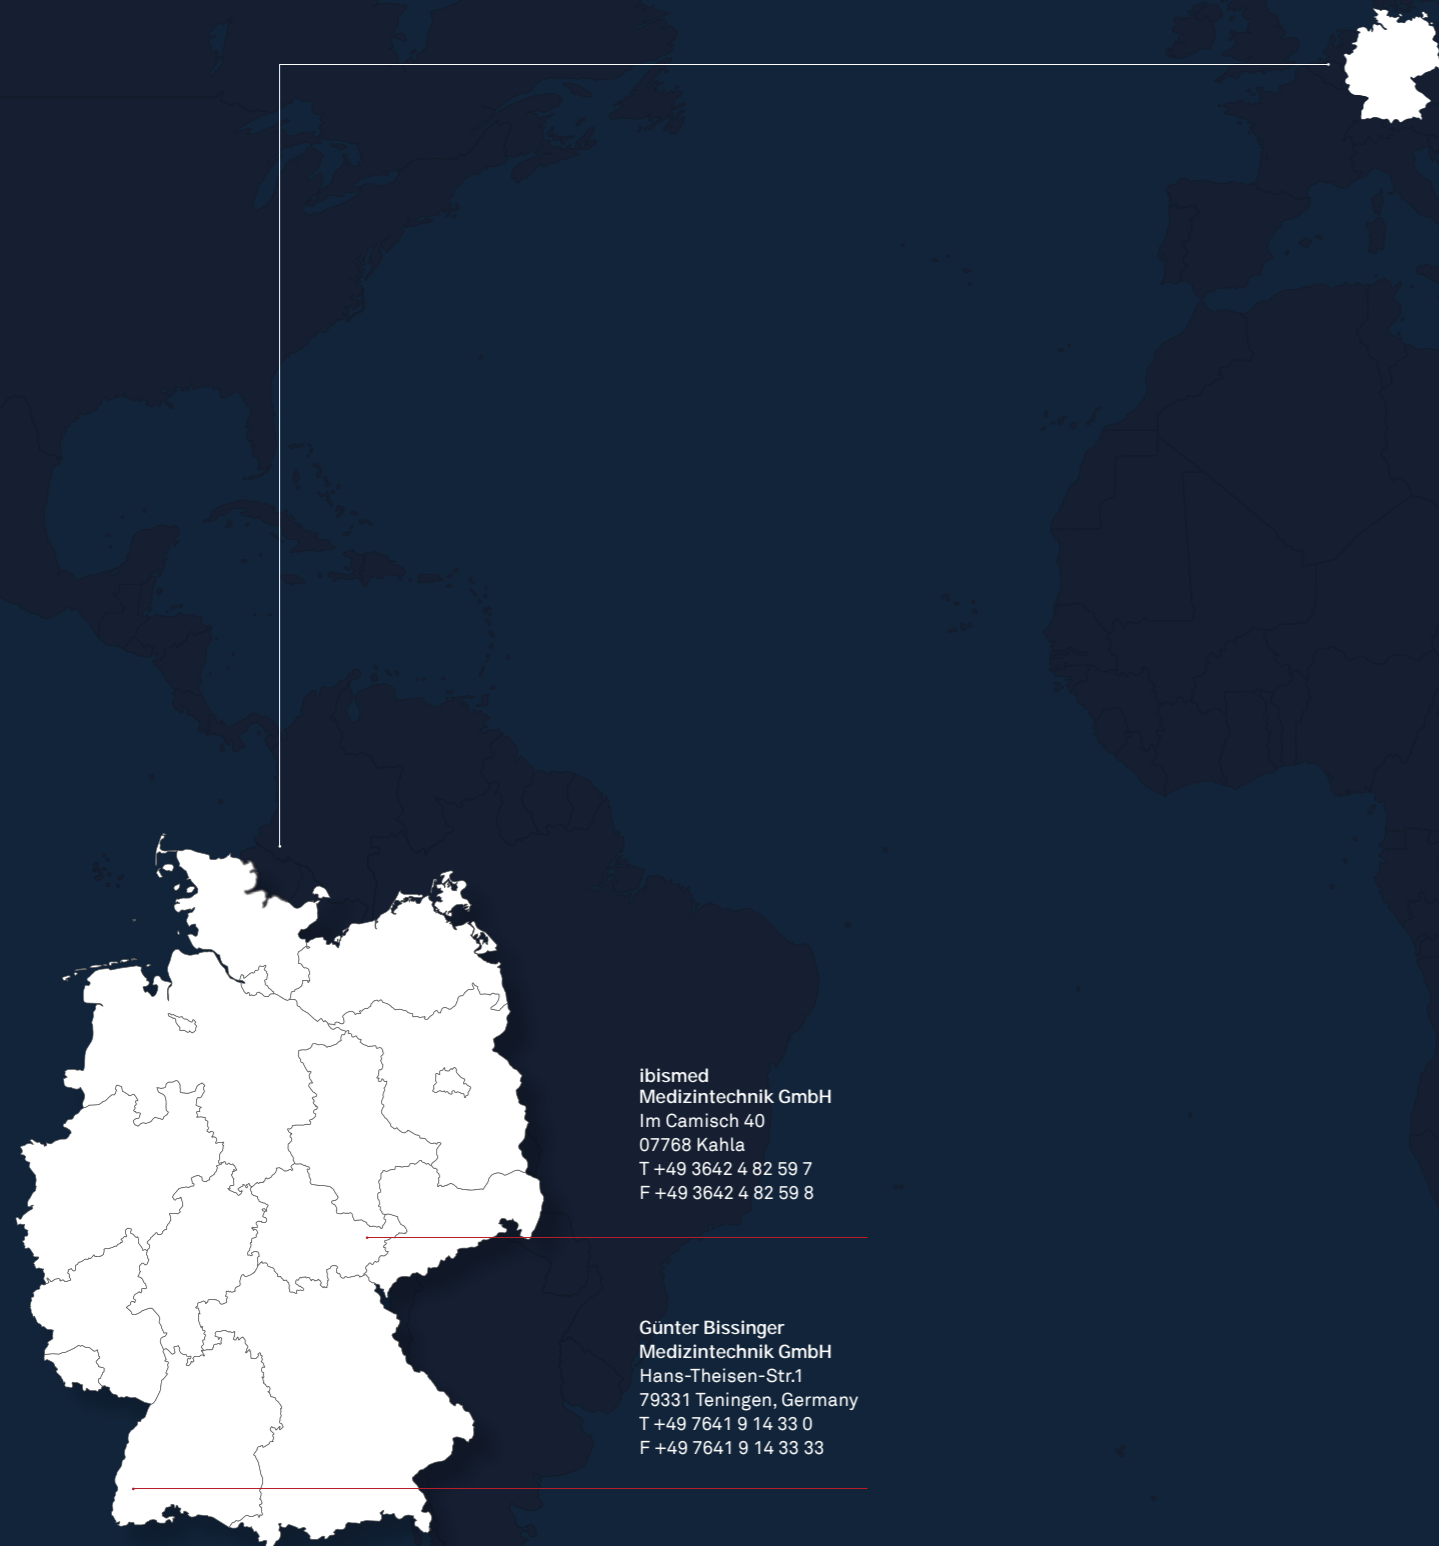 ibismed
Medizintechnik GmbH
Im Camisch 40
07768 Kahla
T +49 3642 4 82 59 7
F +49 3642 4 82 59 8
Günter Bissinger
Medizintechnik GmbH
Hans-Theisen-Str.1
79331 Teningen, Germany
T +49 7641 9 14 33 0
F +49 7641 9 14 33 33